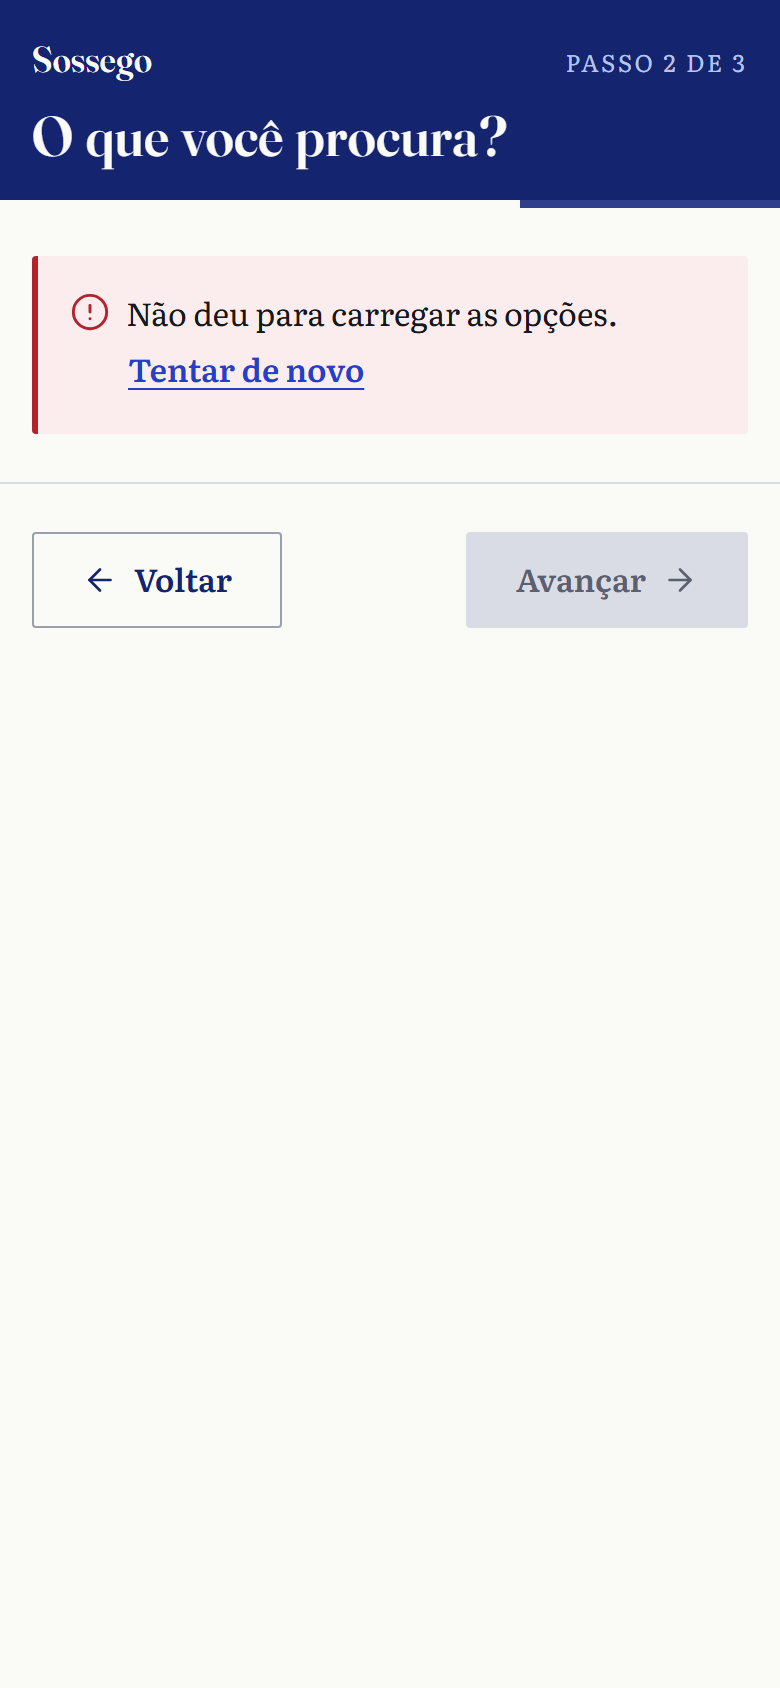 Sossego
PASSO 2 DE 3
O que você procura?
Não deu para carregar as opções.
Tentar de novo
Voltar
Avançar